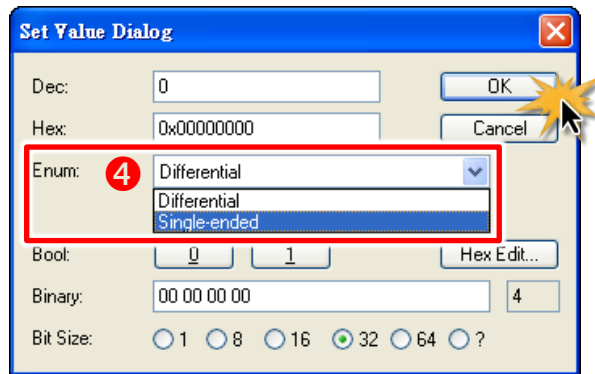 Set Value Dialog
Dec: 0 OK
Hex: 0x00000000 Cancel
Enum: 4 Differential
Differential
Single-ended
Bool: 0 1 Hex Edit...
Binary: 00 00 00 00 4
Bit Size: 1 8 16 32 64 ?